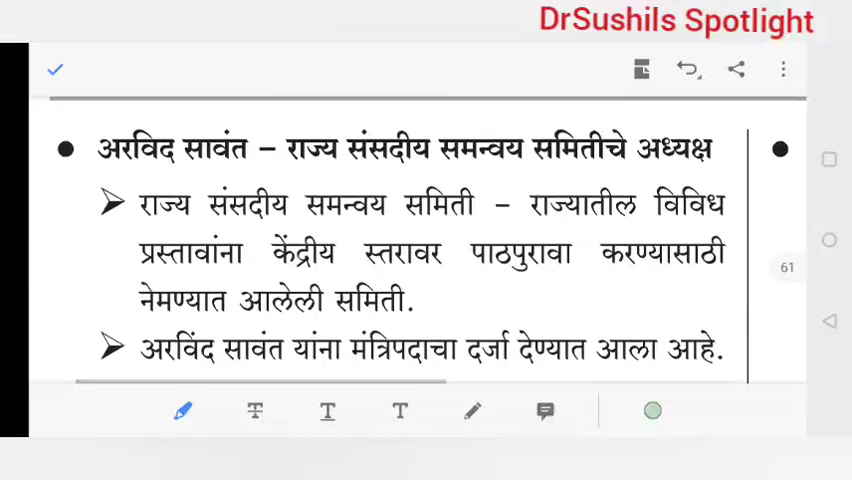 DrSushils Spotlight
● अरविद सावंत – राज्य संसदीय समन्वय समितीचे अध्यक्ष ●
➢ राज्य संसदीय समन्वय समिती – राज्यातील विविध
प्रस्तावांना केंद्रीय स्तरावर पाठपुरावा करण्यासाठी
61
नेमण्यात आलेली समिती.
➢ अरविंद सावंत यांना मंत्रिपदाचा दर्जा देण्यात आला आहे.